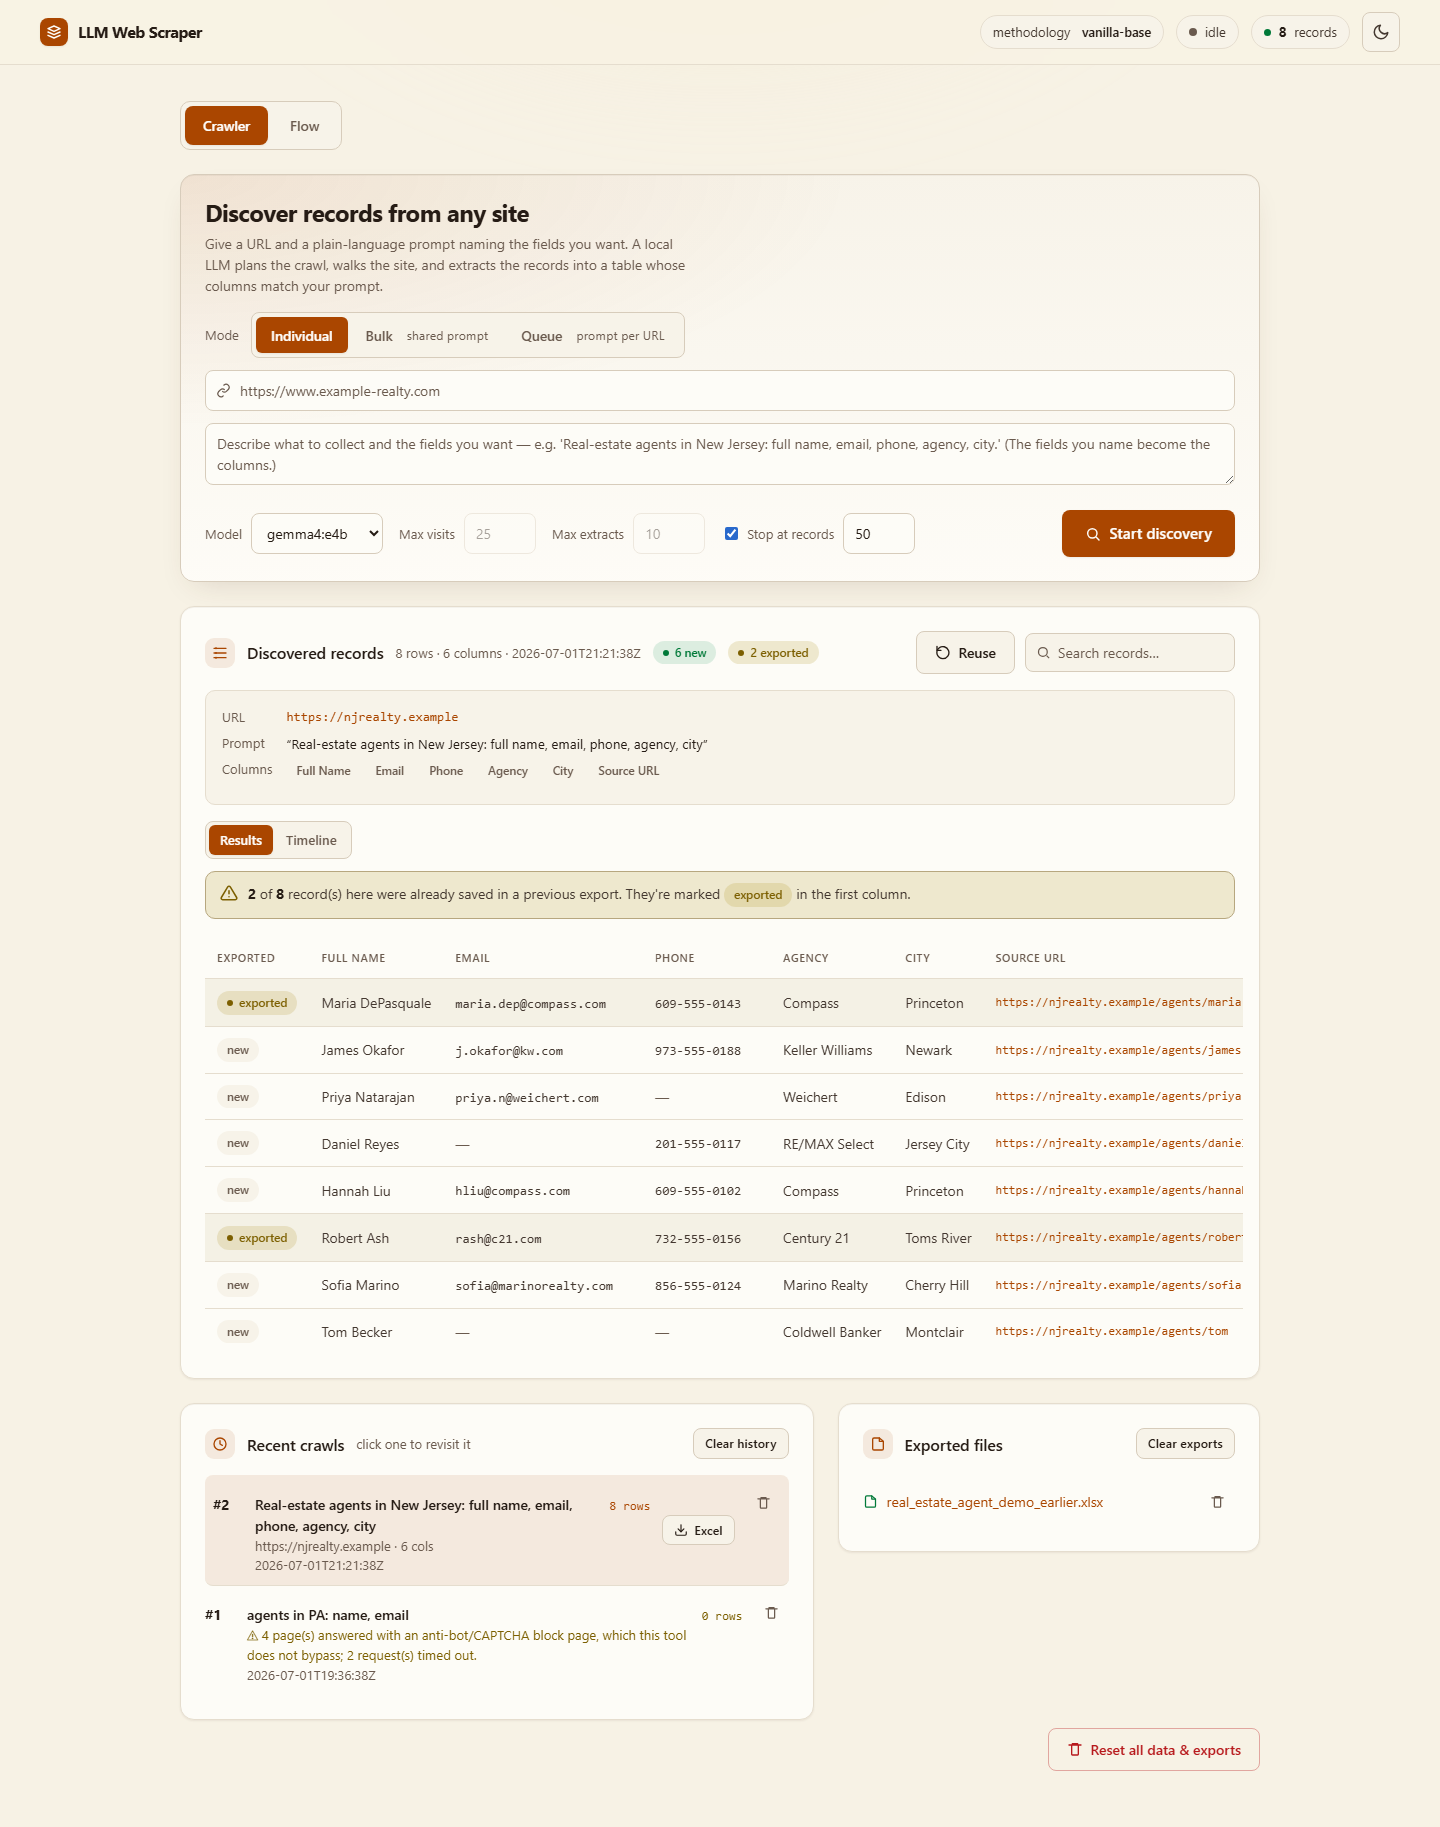 LLM Web Scraper
methodology vanilla-base
idle
8 records
Crawler
Flow
Discover records from any site
Give a URL and a plain-language prompt naming the fields you want. A local
LLM plans the crawl, walks the site, and extracts the records into a table whose
columns match your prompt.
Mode
Individual
Bulk shared prompt
Queue prompt per URL
https://www.example-realty.com
Describe what to collect and the fields you want — e.g. 'Real-estate agents in New Jersey: full name, email, phone, agency, city.' (The fields you name become the
columns.)
Model gemma4:e4b
Max visits 25
Max extracts 10
Stop at records 50
Start discovery
Discovered records
8 rows · 6 columns · 2026-07-01T21:21:38Z
6 new
2 exported
Reuse
Search records...
URL https://njrealty.example
Prompt “Real-estate agents in New Jersey: full name, email, phone, agency, city”
Columns Full Name Email Phone Agency City Source URL
Results
Timeline
2 of 8 record(s) here were already saved in a previous export. They're marked exported in the first column.
EXPORTED FULL NAME EMAIL PHONE AGENCY CITY SOURCE URL
exported Maria DePasquale maria.dep@compass.com 609-555-0143 Compass Princeton https://njrealty.example/agents/maria
new James Okafor j.okafor@kw.com 973-555-0188 Keller Williams Newark https://njrealty.example/agents/james
new Priya Natarajan priya.n@weichert.com — Weichert Edison https://njrealty.example/agents/priya
new Daniel Reyes — 201-555-0117 RE/MAX Select Jersey City https://njrealty.example/agents/danie
new Hannah Liu hliu@compass.com 609-555-0102 Compass Princeton https://njrealty.example/agents/hannah
exported Robert Ash rash@c21.com 732-555-0156 Century 21 Toms River https://njrealty.example/agents/robert
new Sofia Marino sofia@marinorealty.com 856-555-0124 Marino Realty Cherry Hill https://njrealty.example/agents/sofia
new Tom Becker — — Coldwell Banker Montclair https://njrealty.example/agents/tom
Recent crawls
click one to revisit it
Clear history
#2 Real-estate agents in New Jersey: full name, email,
phone, agency, city
https://njrealty.example · 6 cols
2026-07-01T21:21:38Z
8 rows
Excel
#1 agents in PA: name, email
⚠ 4 page(s) answered with an anti-bot/CAPTCHA block page, which this tool
does not bypass; 2 request(s) timed out.
2026-07-01T19:36:38Z
0 rows
Exported files
Clear exports
real_estate_agent_demo_earlier.xlsx
Reset all data & exports